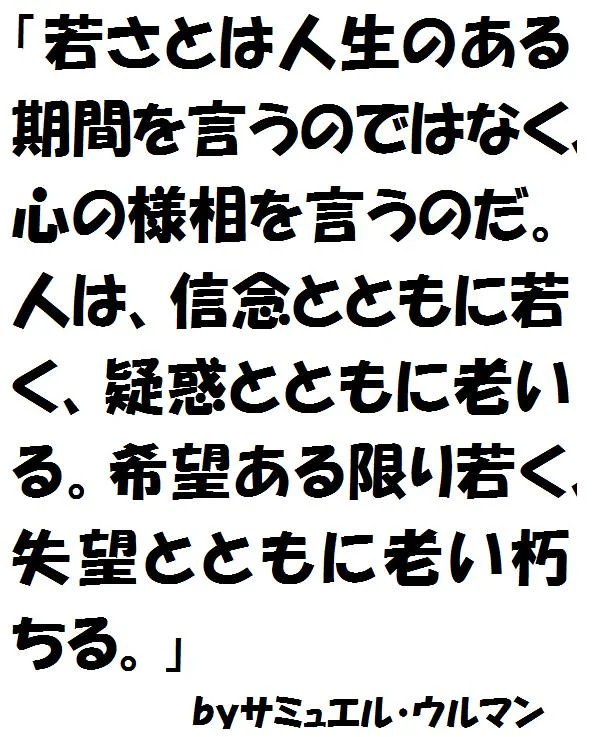 「若さとは人生のある
期間を言うのではなく、
心の様相を言うのだ。
人は、信念とともに若
く、疑惑とともに老い
る。希望ある限り若く、
失望とともに老い朽
ちる。」
byサミュエル・ウルマン